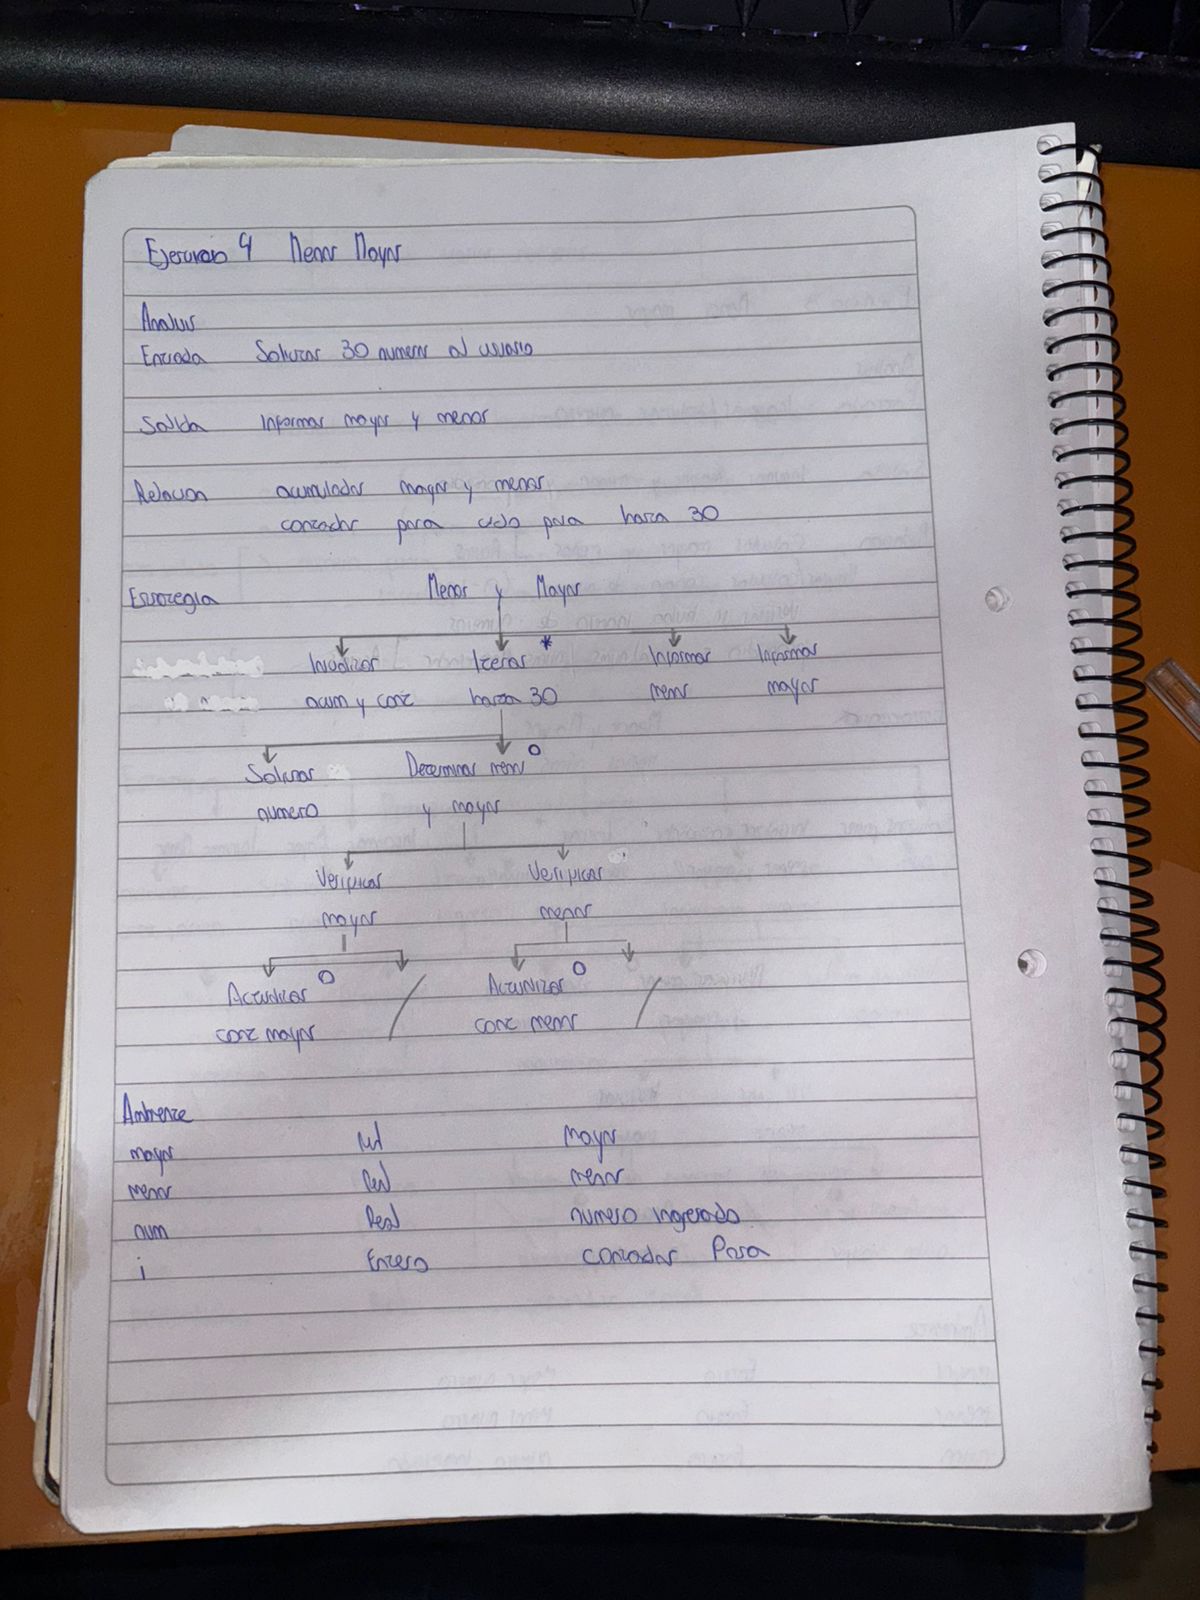 Ejercicio 4 Menor Mayor
Analisis
Entrada Solicitar 30 numeros al usuario
Salida Informar mayor y menor
Relacion acumulador mayor y menor
contador para ciclo para hasta 30
Estrategia Menor y Mayor
Inicializar Iterar * Informar Informar
acum y cont hasta 30 menor mayor
Solicitar Determinar menor o
numero y mayor
Verificar Verificar
mayor menor
Actualizar o Actualizar o
cont mayor cont menor
Ambiente
mayor Real mayor
menor Real menor
num Real numero ingresado
i Entero contador Para